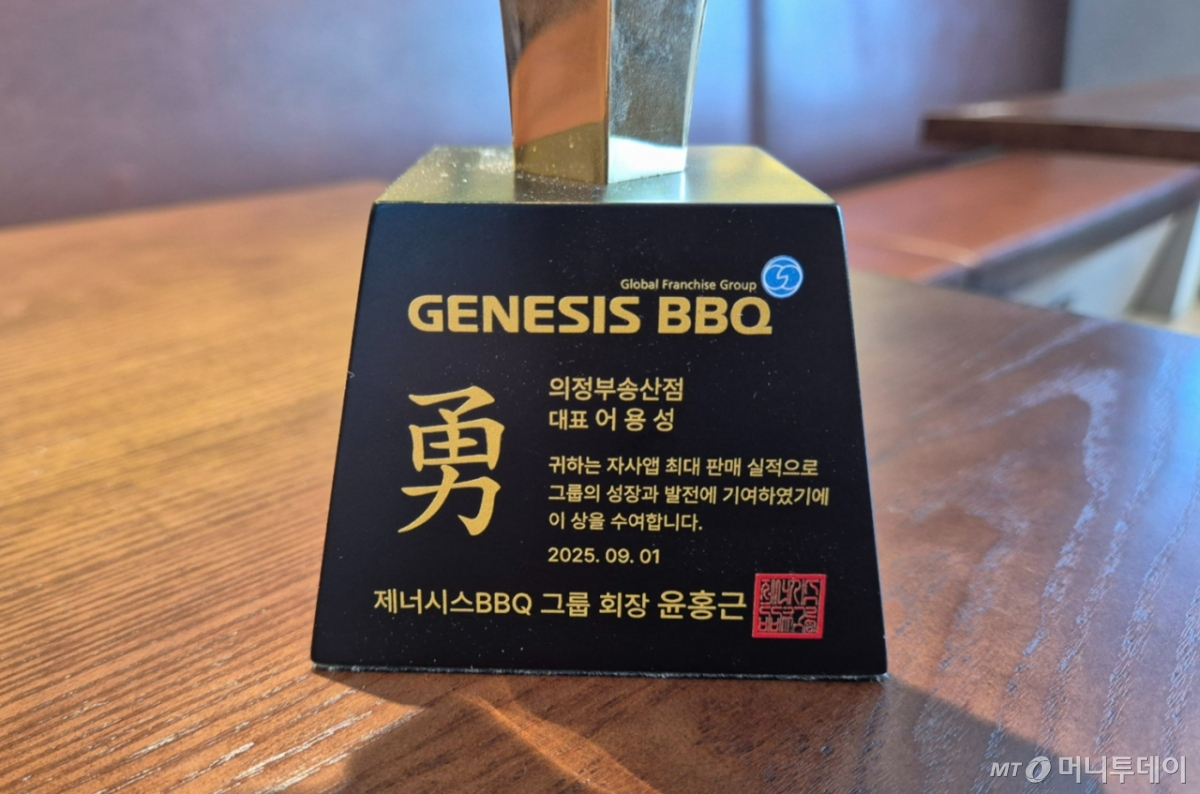 Global Franchise Group
GENESIS BBQ
勇
의정부송산점
대표 어 용 성
귀하는 자사앱 최대 판매 실적으로
그룹의 성장과 발전에 기여하였기에
이 상을 수여합니다.
2025. 09. 01
제너시스BBQ 그룹 회장 윤홍근
MT 머니투데이